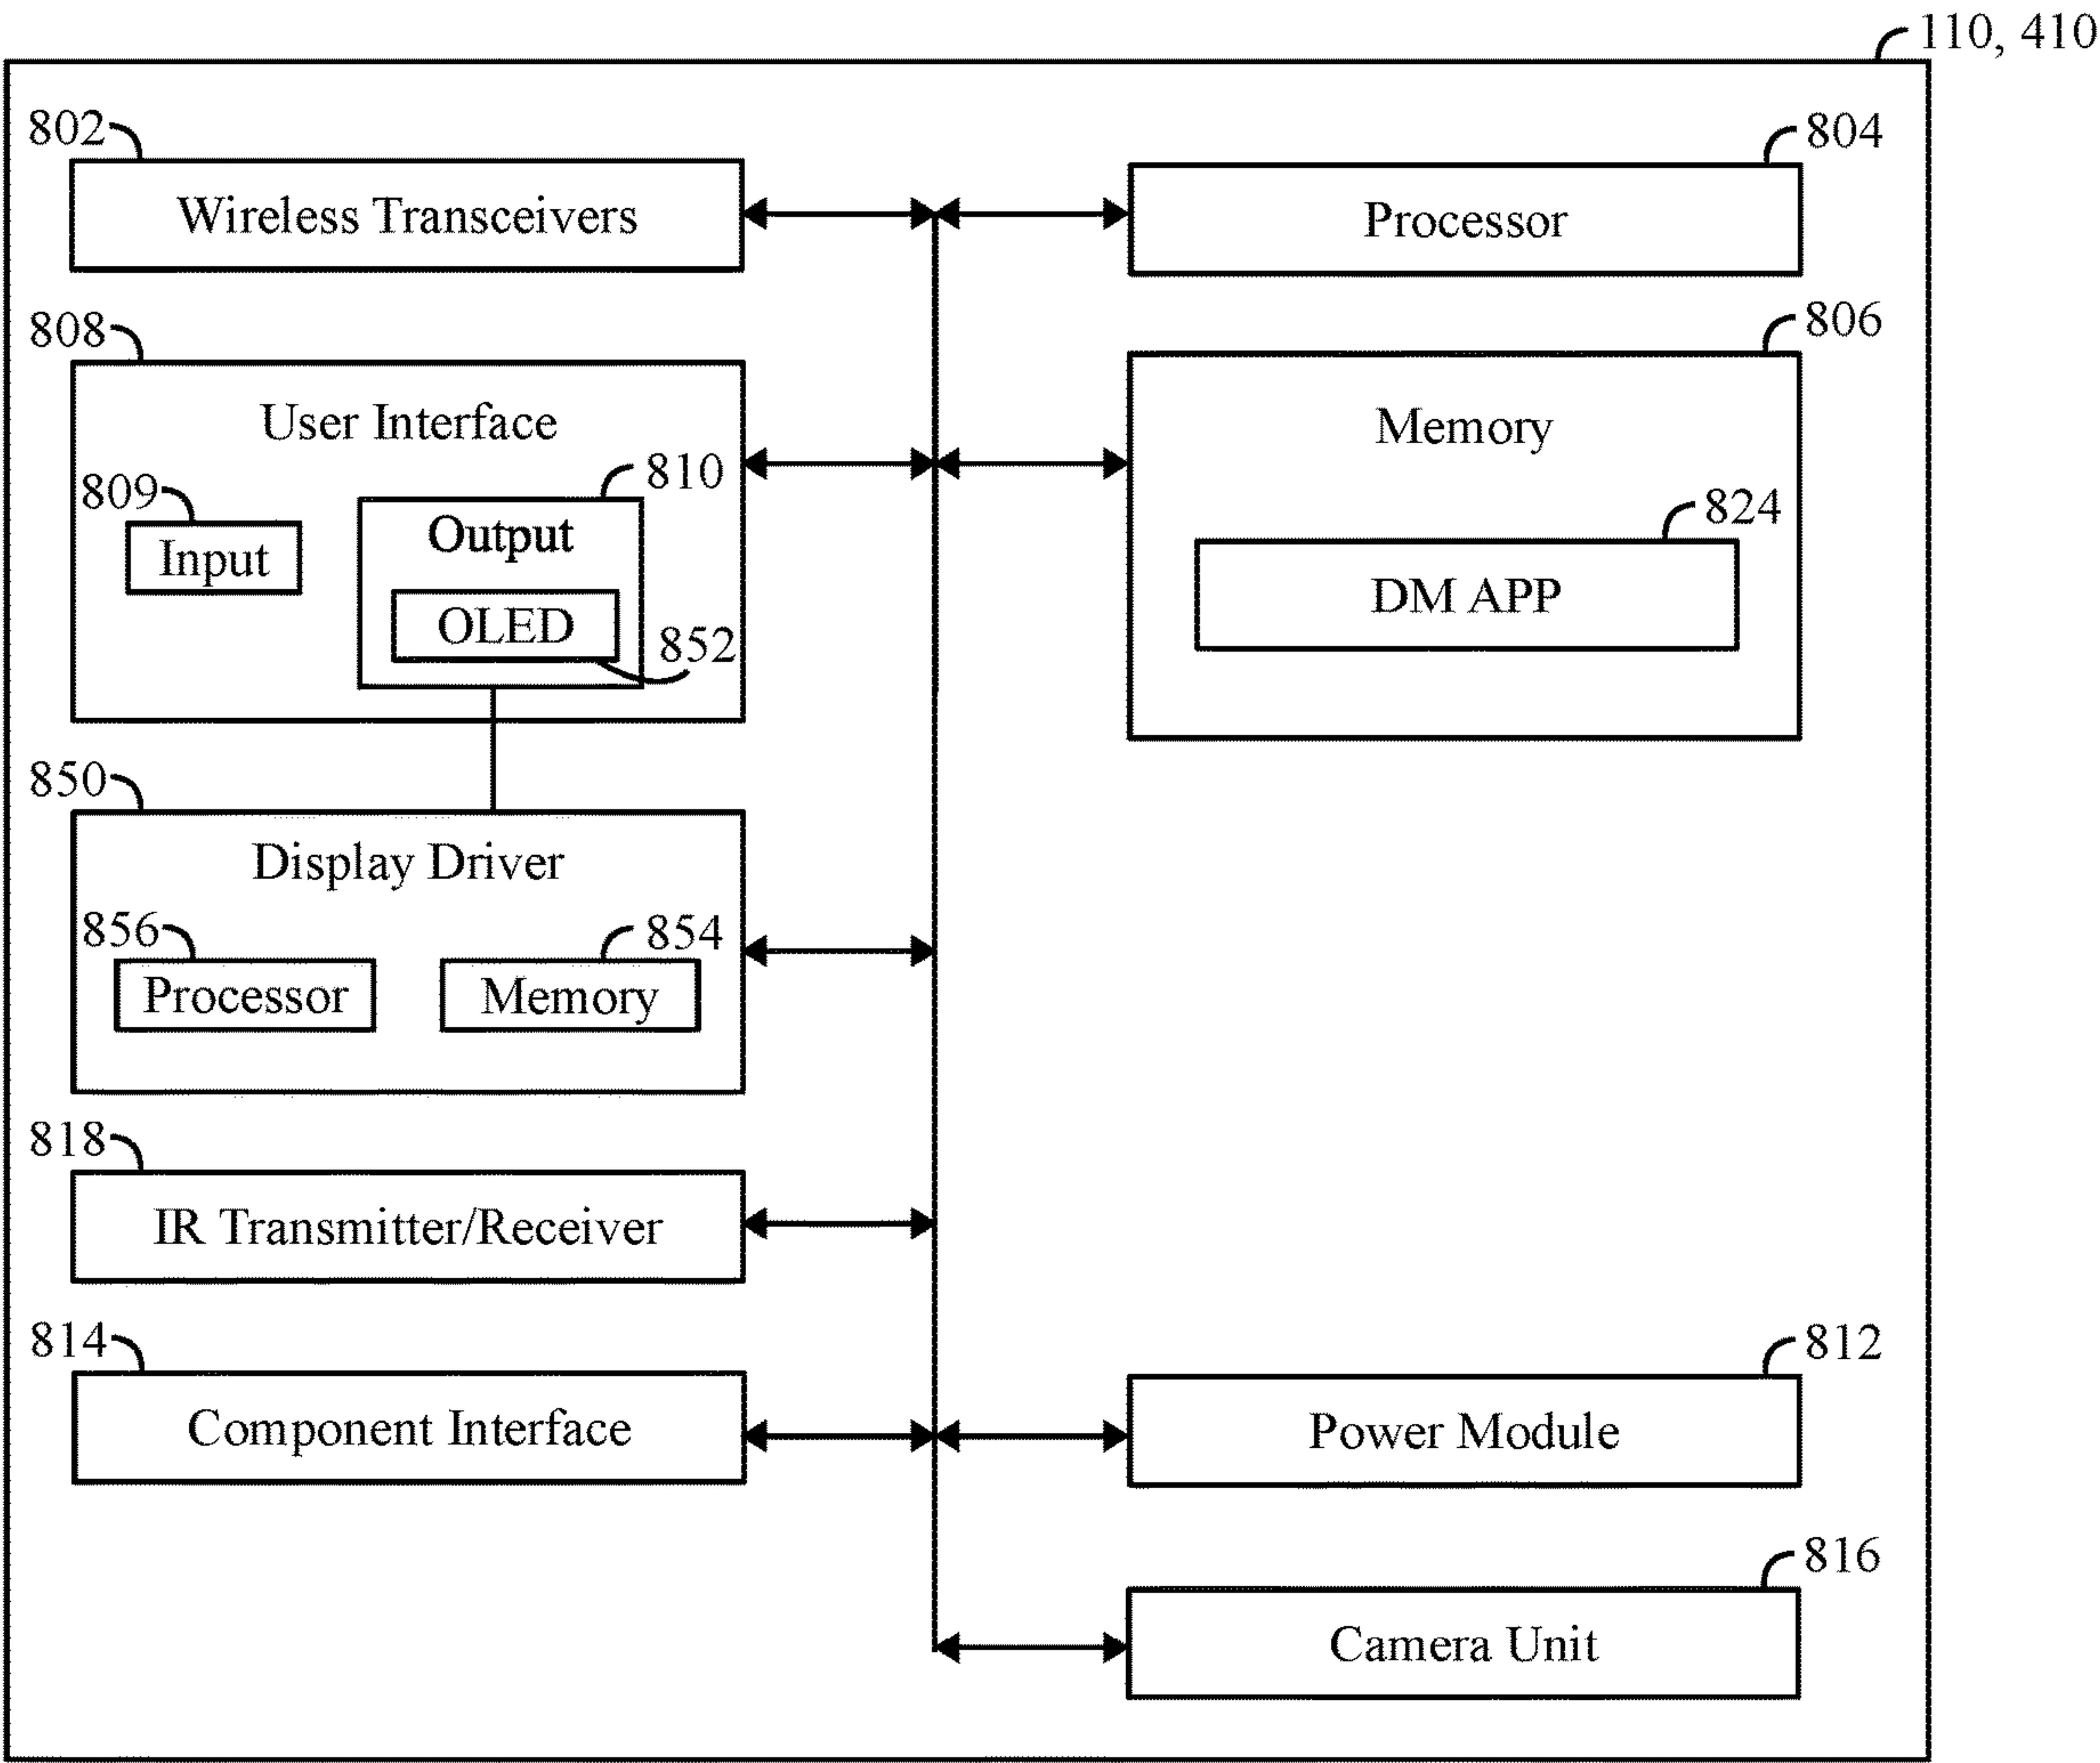 110, 410
802
Wireless Transceivers
804
Processor
808
User Interface
809
Input
810
Output
OLED
852
806
Memory
824
DM APP
850
Display Driver
856
Processor
854
Memory
818
IR Transmitter/Receiver
814
Component Interface
812
Power Module
816
Camera Unit